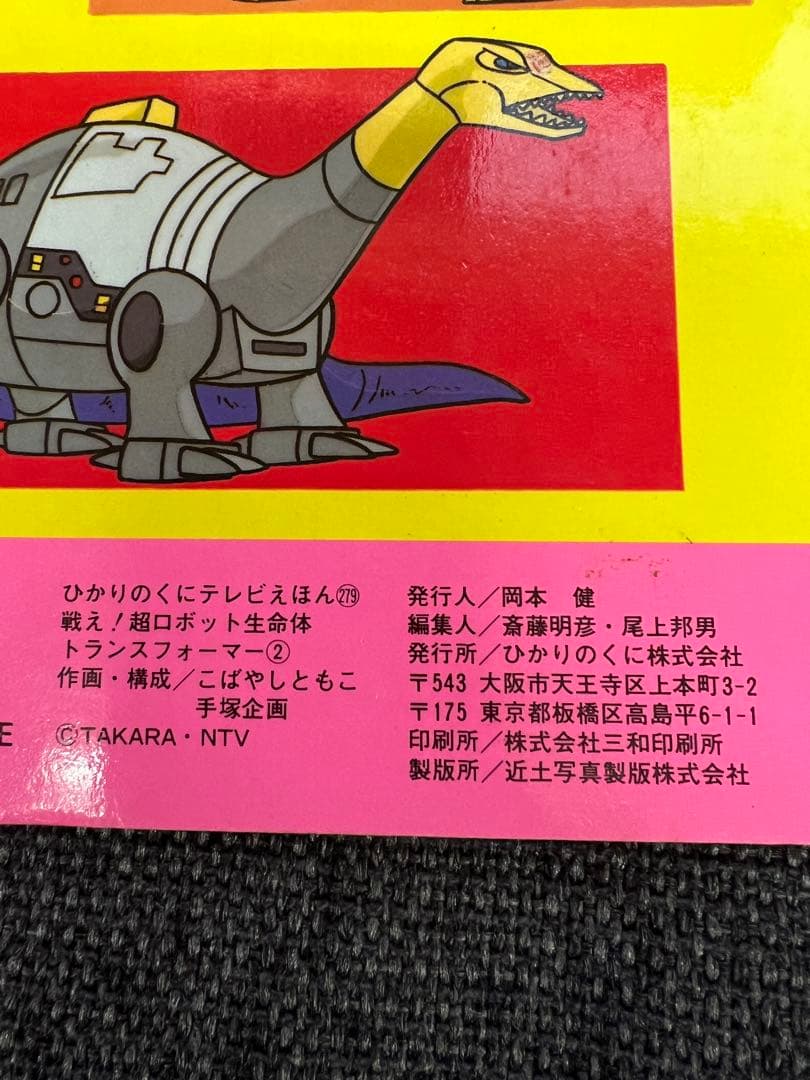 ひかりのくにテレビえほん279
戦え!超ロボット生命体
トランスフォーマー②
作画・構成/こばやしともこ
手塚企画
E ©TAKARA・NTV
発行人/岡本 健
編集人/斎藤明彦・尾上邦男
発行所/ひかりのくに株式会社
〒543 大阪市天王寺区上本町3-2
〒175 東京都板橋区高島平6-1-1
印刷所/株式会社三和印刷所
製版所/近土写真製版株式会社